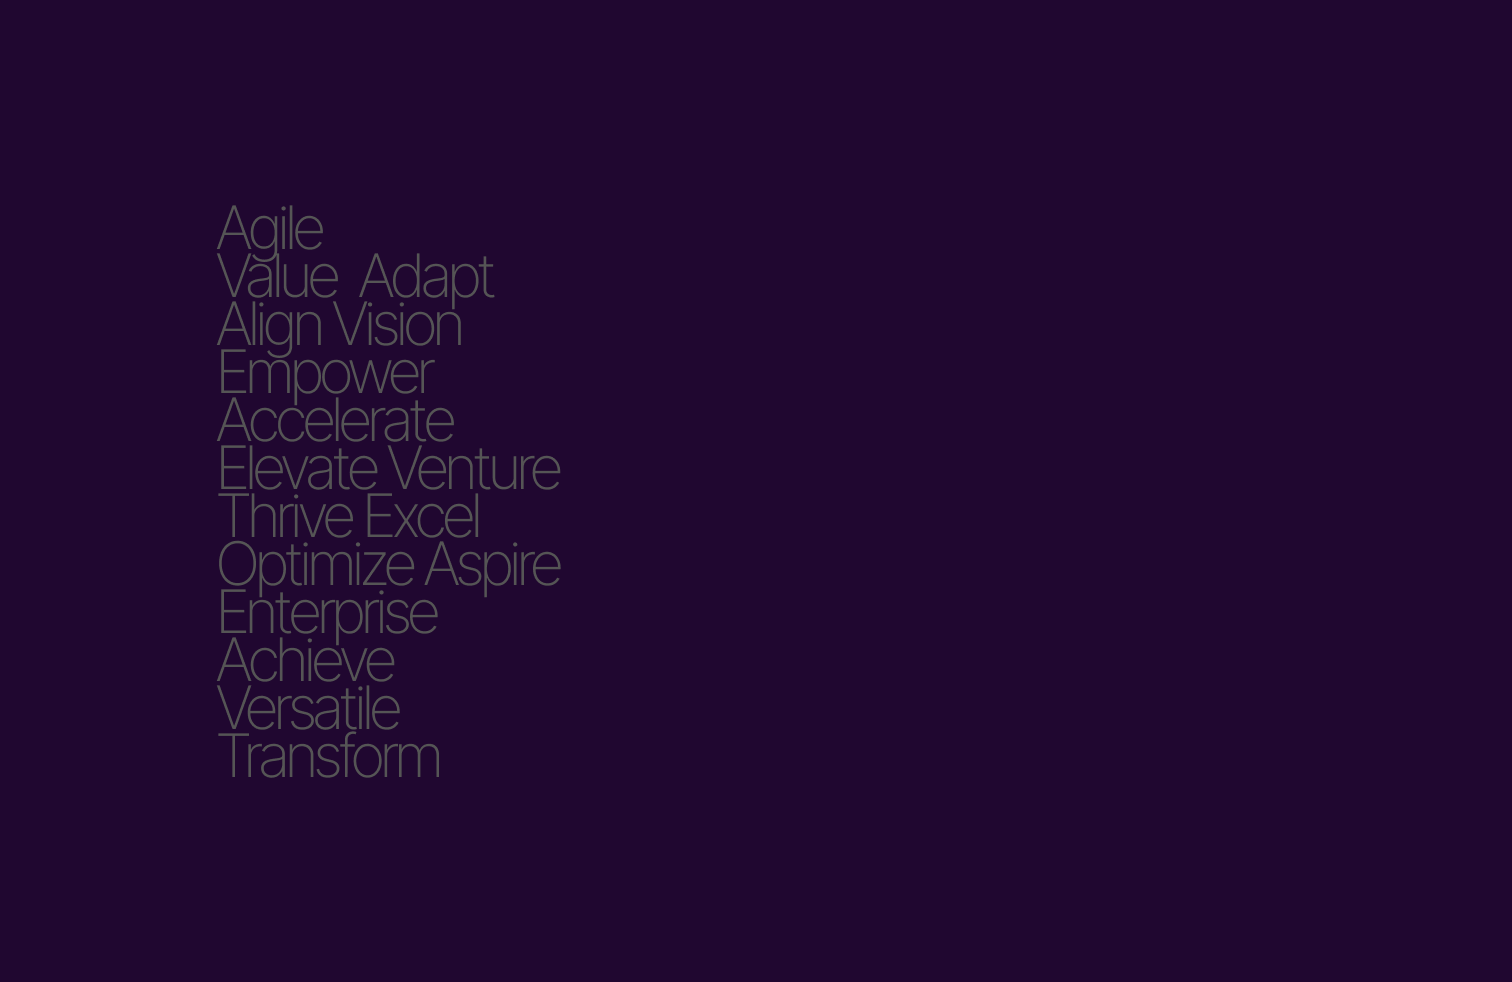 Agile
Value  Adapt
Align Vision
Empower
Accelerate
Elevate Venture
Thrive Excel
Optimize Aspire
Enterprise
Achieve
Versatile
Transform